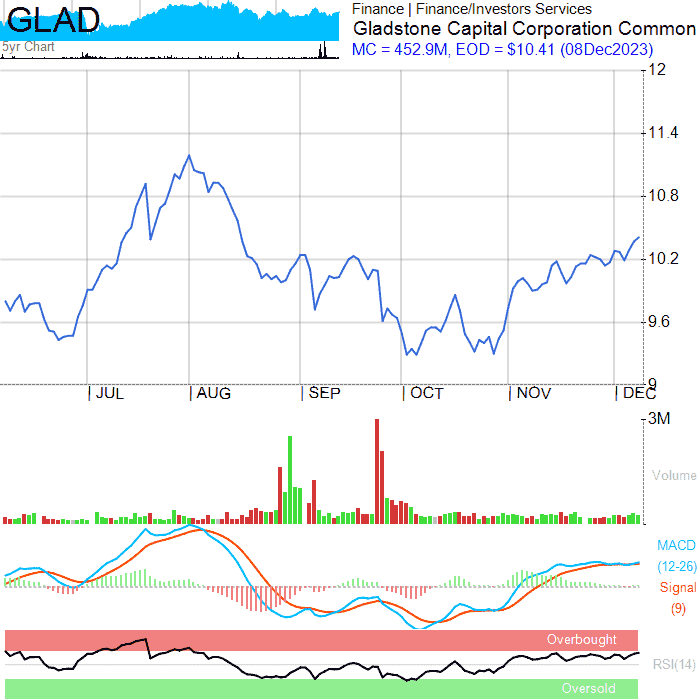 GLAD
5yr Chart
Finance | Finance/Investors Services
Gladstone Capital Corporation Common
MC = 452.9M, EOD = $10.41 (08Dec2023)
12
11.4
10.8
10.2
9.6
9
JUL AUG SEP OCT NOV DEC
3M
Volume
MACD
(12-26)
Signal
(9)
Overbought
RSI(14)
Oversold